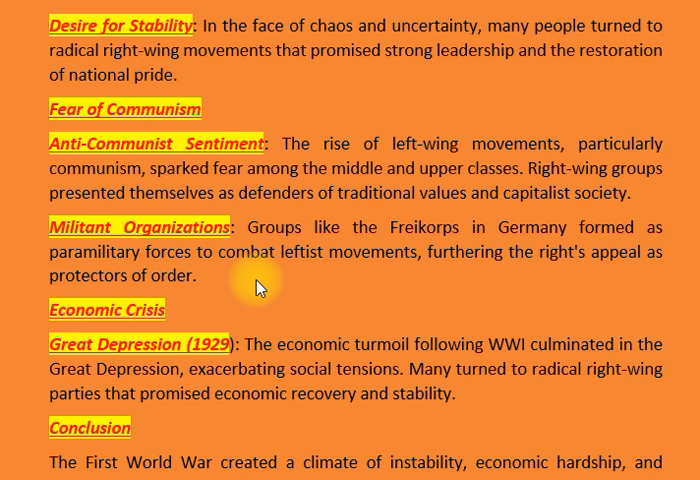 Desire for Stability: In the face of chaos and uncertainty, many people turned to
radical right-wing movements that promised strong leadership and the restoration
of national pride.
Fear of Communism
Anti-Communist Sentiment: The rise of left-wing movements, particularly
communism, sparked fear among the middle and upper classes. Right-wing groups
presented themselves as defenders of traditional values and capitalist society.
Militant Organizations: Groups like the Freikorps in Germany formed as
paramilitary forces to combat leftist movements, furthering the right's appeal as
protectors of order.
Economic Crisis
Great Depression (1929): The economic turmoil following WWI culminated in the
Great Depression, exacerbating social tensions. Many turned to radical right-wing
parties that promised economic recovery and stability.
Conclusion
The First World War created a climate of instability, economic hardship, and